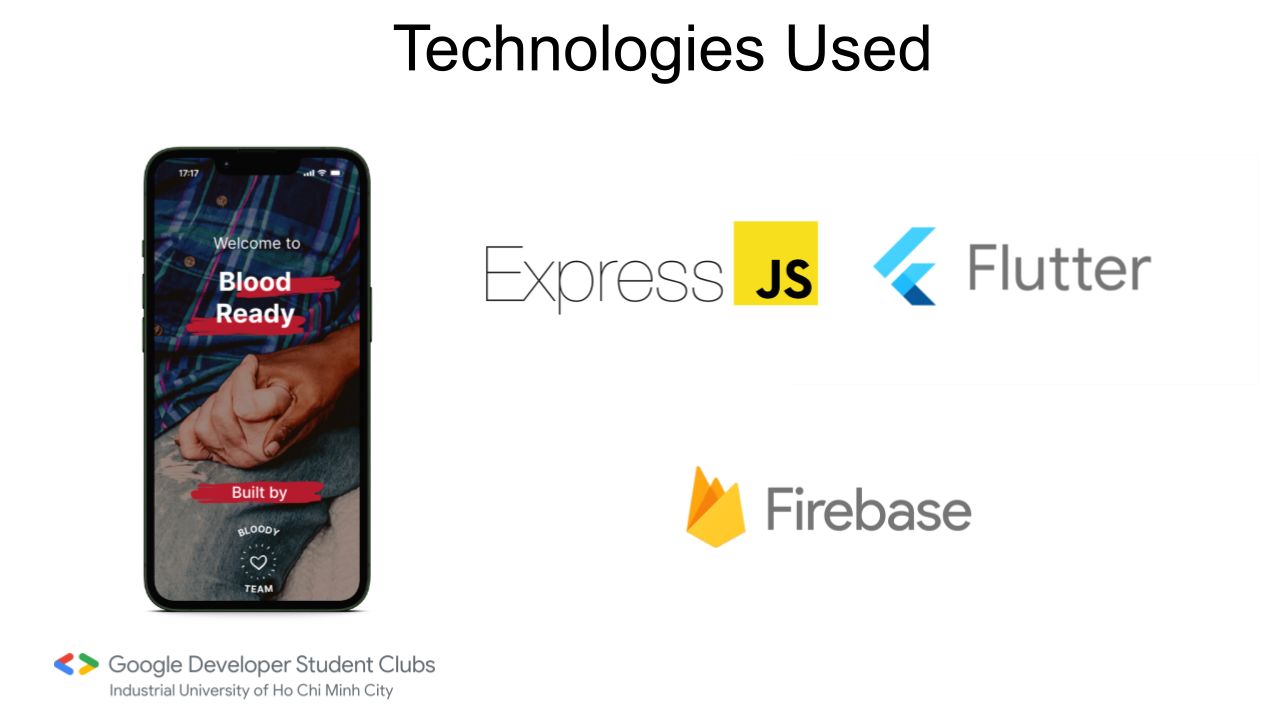 Technologies Used
17:17
Welcome to
Blood
Ready
Built by
BLOODY
TEAM
Express JS
Flutter
Firebase
Google Developer Student Clubs
Industrial University of Ho Chi Minh City